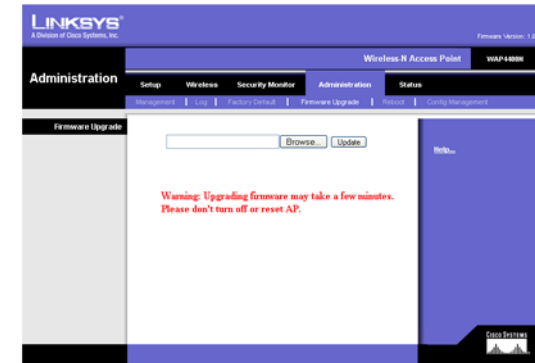 LINKSYS®
A Division of Cisco Systems, Inc.
Firmware Version: 1.2
Wireless-N Access Point WAP4400N
Administration
Setup Wireless Security Monitor Administration Status
Management | Log | Factory Default | Firmware Upgrade | Reboot | Config Management
Firmware Upgrade
Browse... Update
Help...
Warning: Upgrading firmware may take a few minutes.
Please don't turn off or reset AP.
CISCO SYSTEMS